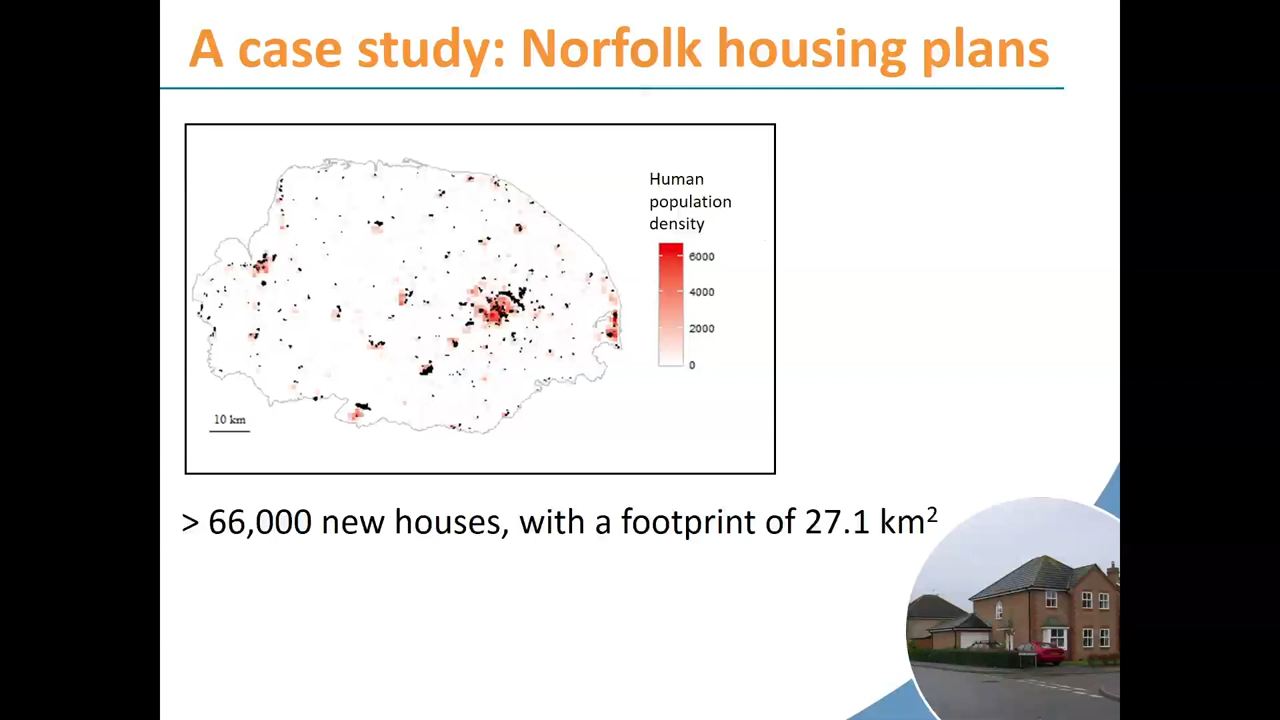 A case study: Norfolk housing plans
Human
population
density
6000
4000
2000
0
10 km
> 66,000 new houses, with a footprint of 27.1 km²